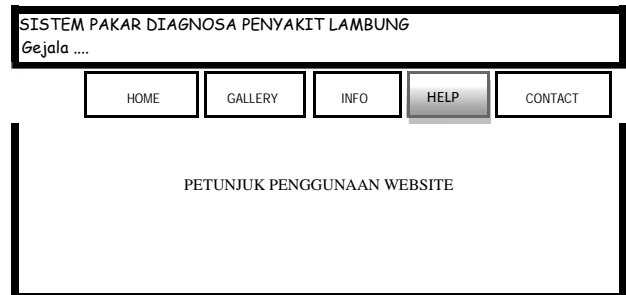 SISTEM PAKAR DIAGNOSA PENYAKIT LAMBUNG
Gejala ....
HOME GALLERY INFO HELP CONTACT
PETUNJUK PENGGUNAAN WEBSITE